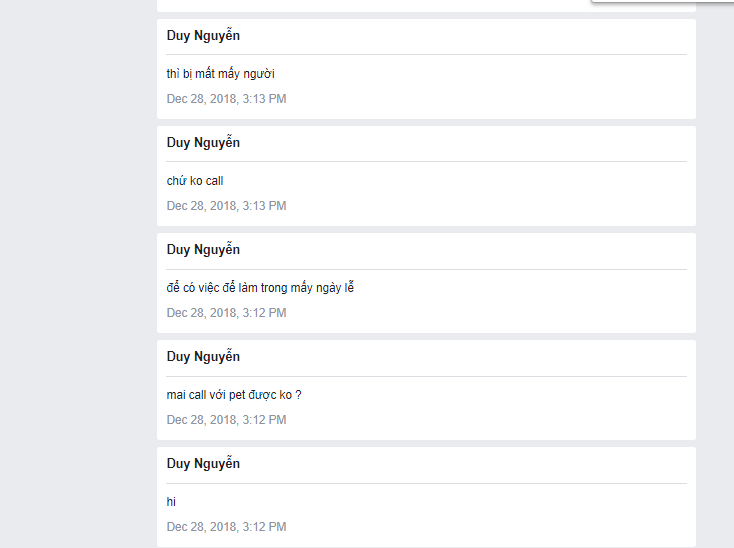 Duy Nguyễn
thì bị mất mấy người
Dec 28, 2018, 3:13 PM
Duy Nguyễn
chứ ko call
Dec 28, 2018, 3:13 PM
Duy Nguyễn
để có việc để làm trong mấy ngày lễ
Dec 28, 2018, 3:12 PM
Duy Nguyễn
mai call với pet được ko ?
Dec 28, 2018, 3:12 PM
Duy Nguyễn
hi
Dec 28, 2018, 3:12 PM